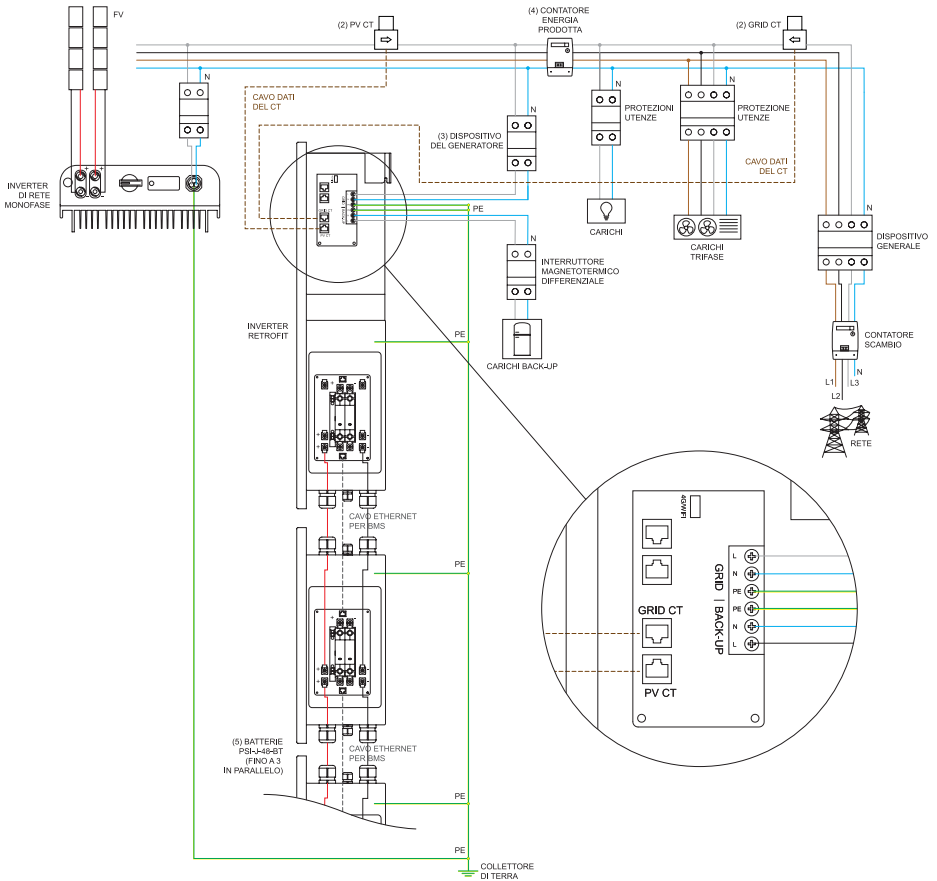 FV
(2) PV CT
(4) CONTATORE
ENERGIA
PRODOTTA
(2) GRID CT
N
CAVO DATI
DEL CT
N
(3) DISPOSITIVO
DEL GENERATORE
N
PROTEZIONI
UTENZE
N
PROTEZIONE
UTENZE
CAVO DATI
DEL CT
INVERTER
DI RETE
MONOFASE
PE
CARICHI
CARICHI
TRIFASE
N
DISPOSITIVO
GENERALE
N
INTERRUTTORE
MAGNETOTERMICO
DIFFERENZIALE
INVERTER
RETROFIT
PE
CARICHI BACK-UP
CONTATORE
SCAMBIO
N
L1
L3
L2
RETE
CAVO ETHERNET
PER BMS
4G/WIFI
L
N
PE
PE
N
L
GRID | BACK-UP
GRID CT
PV CT
PE
(5) BATTERIE
PSI-J-48-BT
(FINO A 3
IN PARALLELO)
CAVO ETHERNET
PER BMS
PE
PE
COLLETTORE
DI TERRA